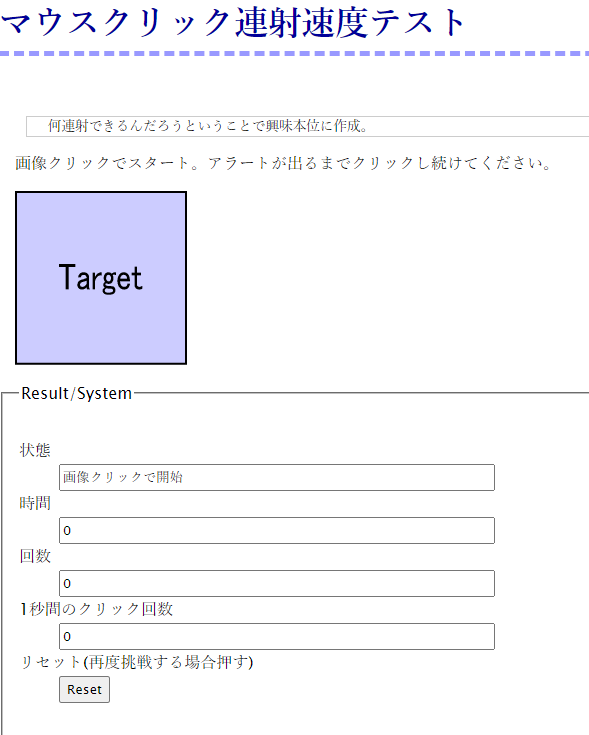 マウスクリック連射速度テスト
何連射できるんだろうということで興味本位に作成。
画像クリックでスタート。アラートが出るまでクリックし続けてください。
Target
Result/System
状態
画像クリックで開始
時間
0
回数
0
1秒間のクリック回数
0
リセット(再度挑戦する場合押す)
Reset